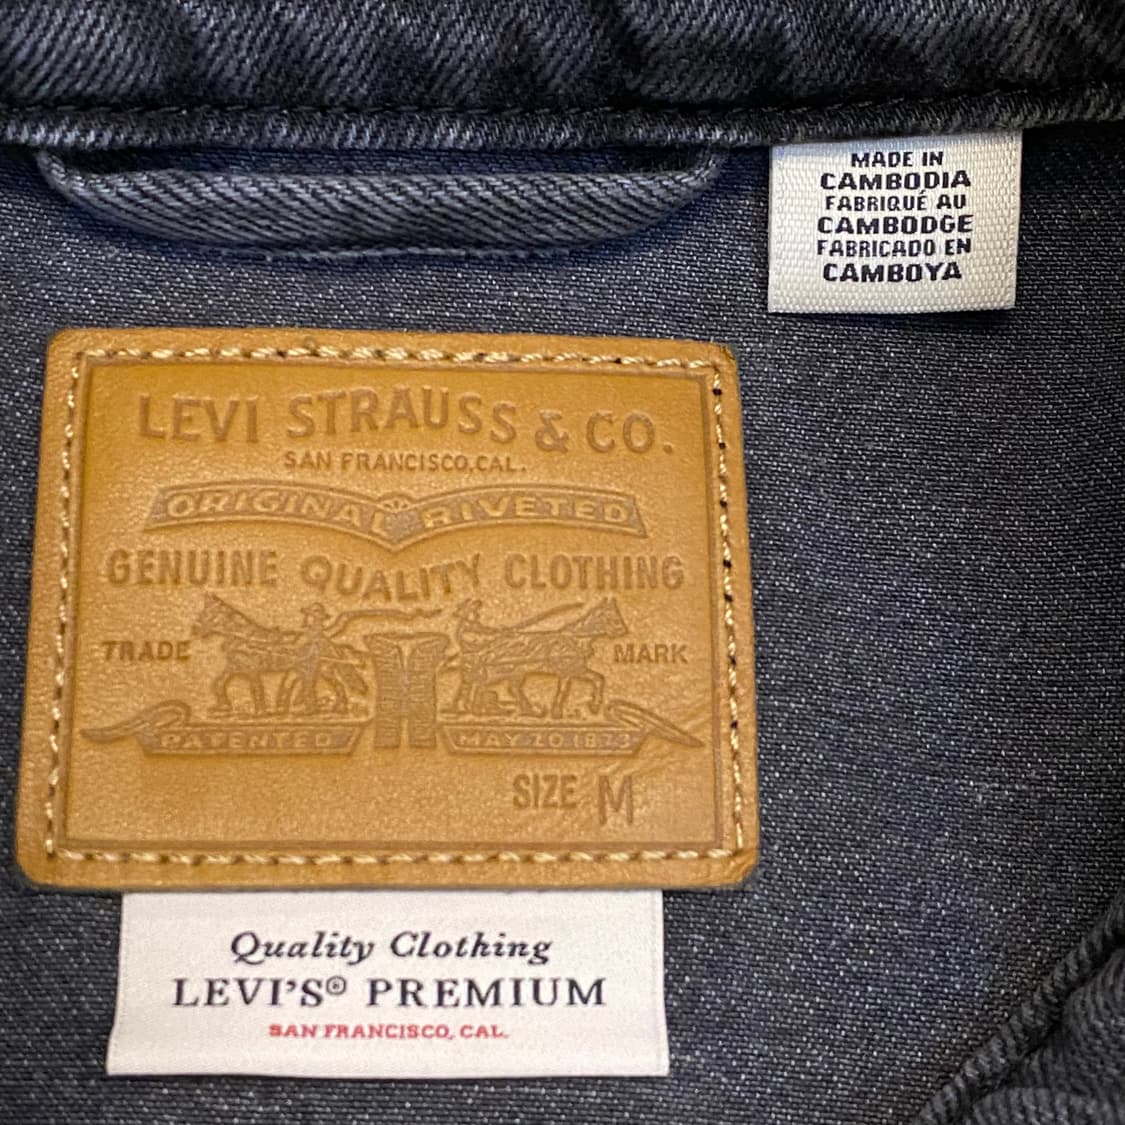 MADE IN
CAMBODIA
FABRIQUÉ AU
CAMBODGE
FABRICADO EN
CAMBOYA
LEVI STRAUSS & CO.
SAN FRANCISCO, CAL.
ORIGINAL RIVETED
GENUINE QUALITY CLOTHING
TRADE MARK
PATENTED MAY 20 1873
SIZE M
Quality Clothing
LEVI'S® PREMIUM
SAN FRANCISCO, CAL.